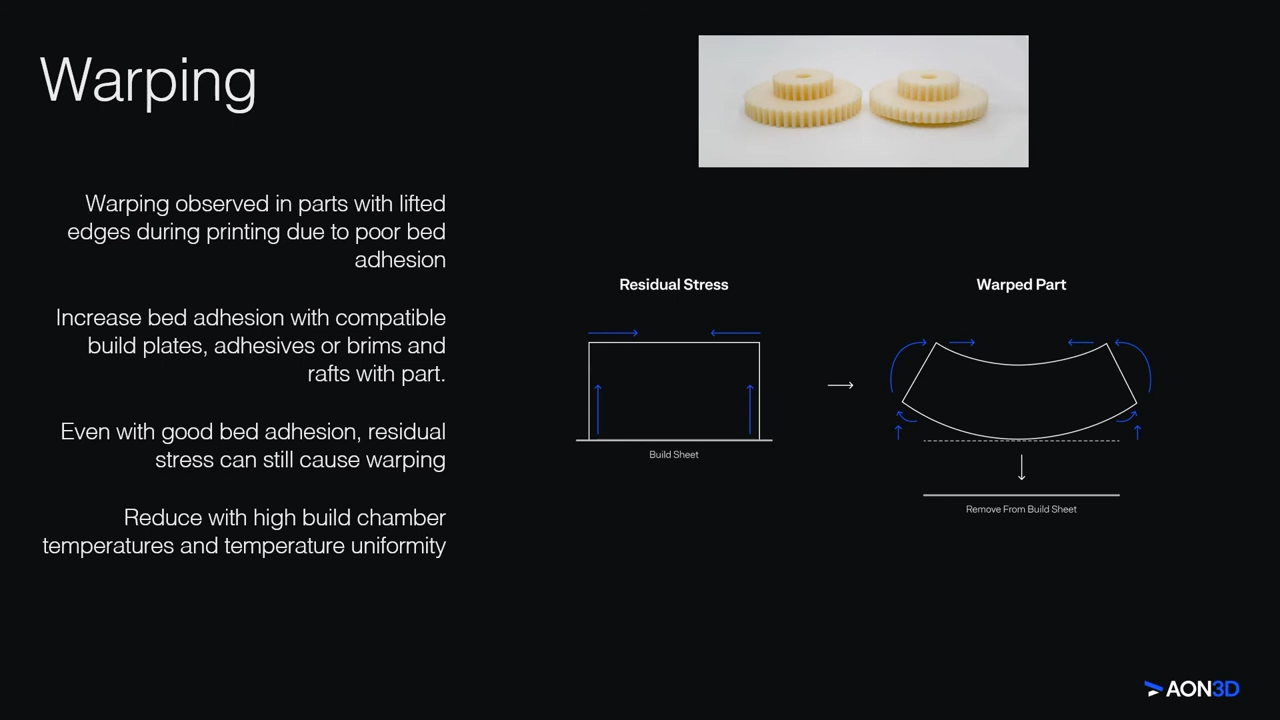 Warping
Warping observed in parts with lifted
edges during printing due to poor bed
adhesion
Increase bed adhesion with compatible
build plates, adhesives or brims and
rafts with part.
Even with good bed adhesion, residual
stress can still cause warping
Reduce with high build chamber
temperatures and temperature uniformity
Residual Stress
Build Sheet
Warped Part
Remove From Build Sheet
AON3D